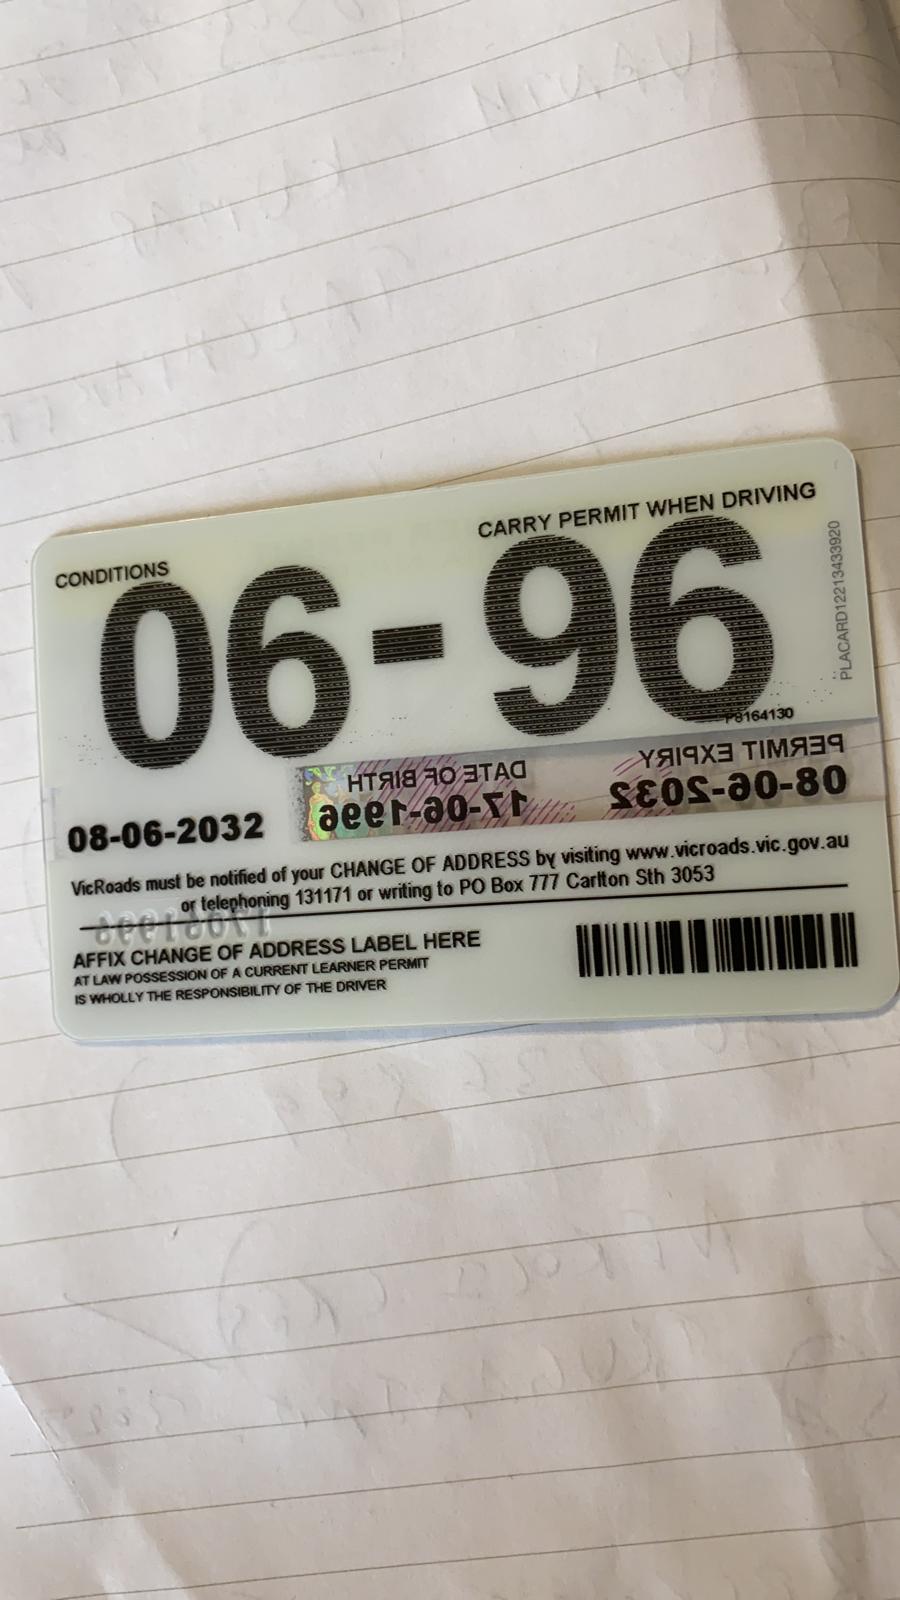 CARRY PERMIT WHEN DRIVING
CONDITIONS
06-96
PLACARD12213433920
P8164130
PERMIT EXPIRY
08-06-2032
DATE OF BIRTH
17-06-1996
08-06-2032
VicRoads must be notified of your CHANGE OF ADDRESS by visiting www.vicroads.vic.gov.au
or telephoning 131171 or writing to PO Box 777 Carlton Sth 3053
17061996
AFFIX CHANGE OF ADDRESS LABEL HERE
AT LAW POSSESSION OF A CURRENT LEARNER PERMIT
IS WHOLLY THE RESPONSIBILITY OF THE DRIVER